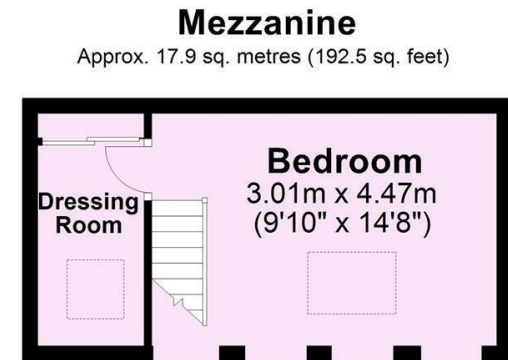 Mezzanine
Approx. 17.9 sq. metres (192.5 sq. feet)
Bedroom
3.01m x 4.47m
(9'10" x 14'8")
Dressing
Room